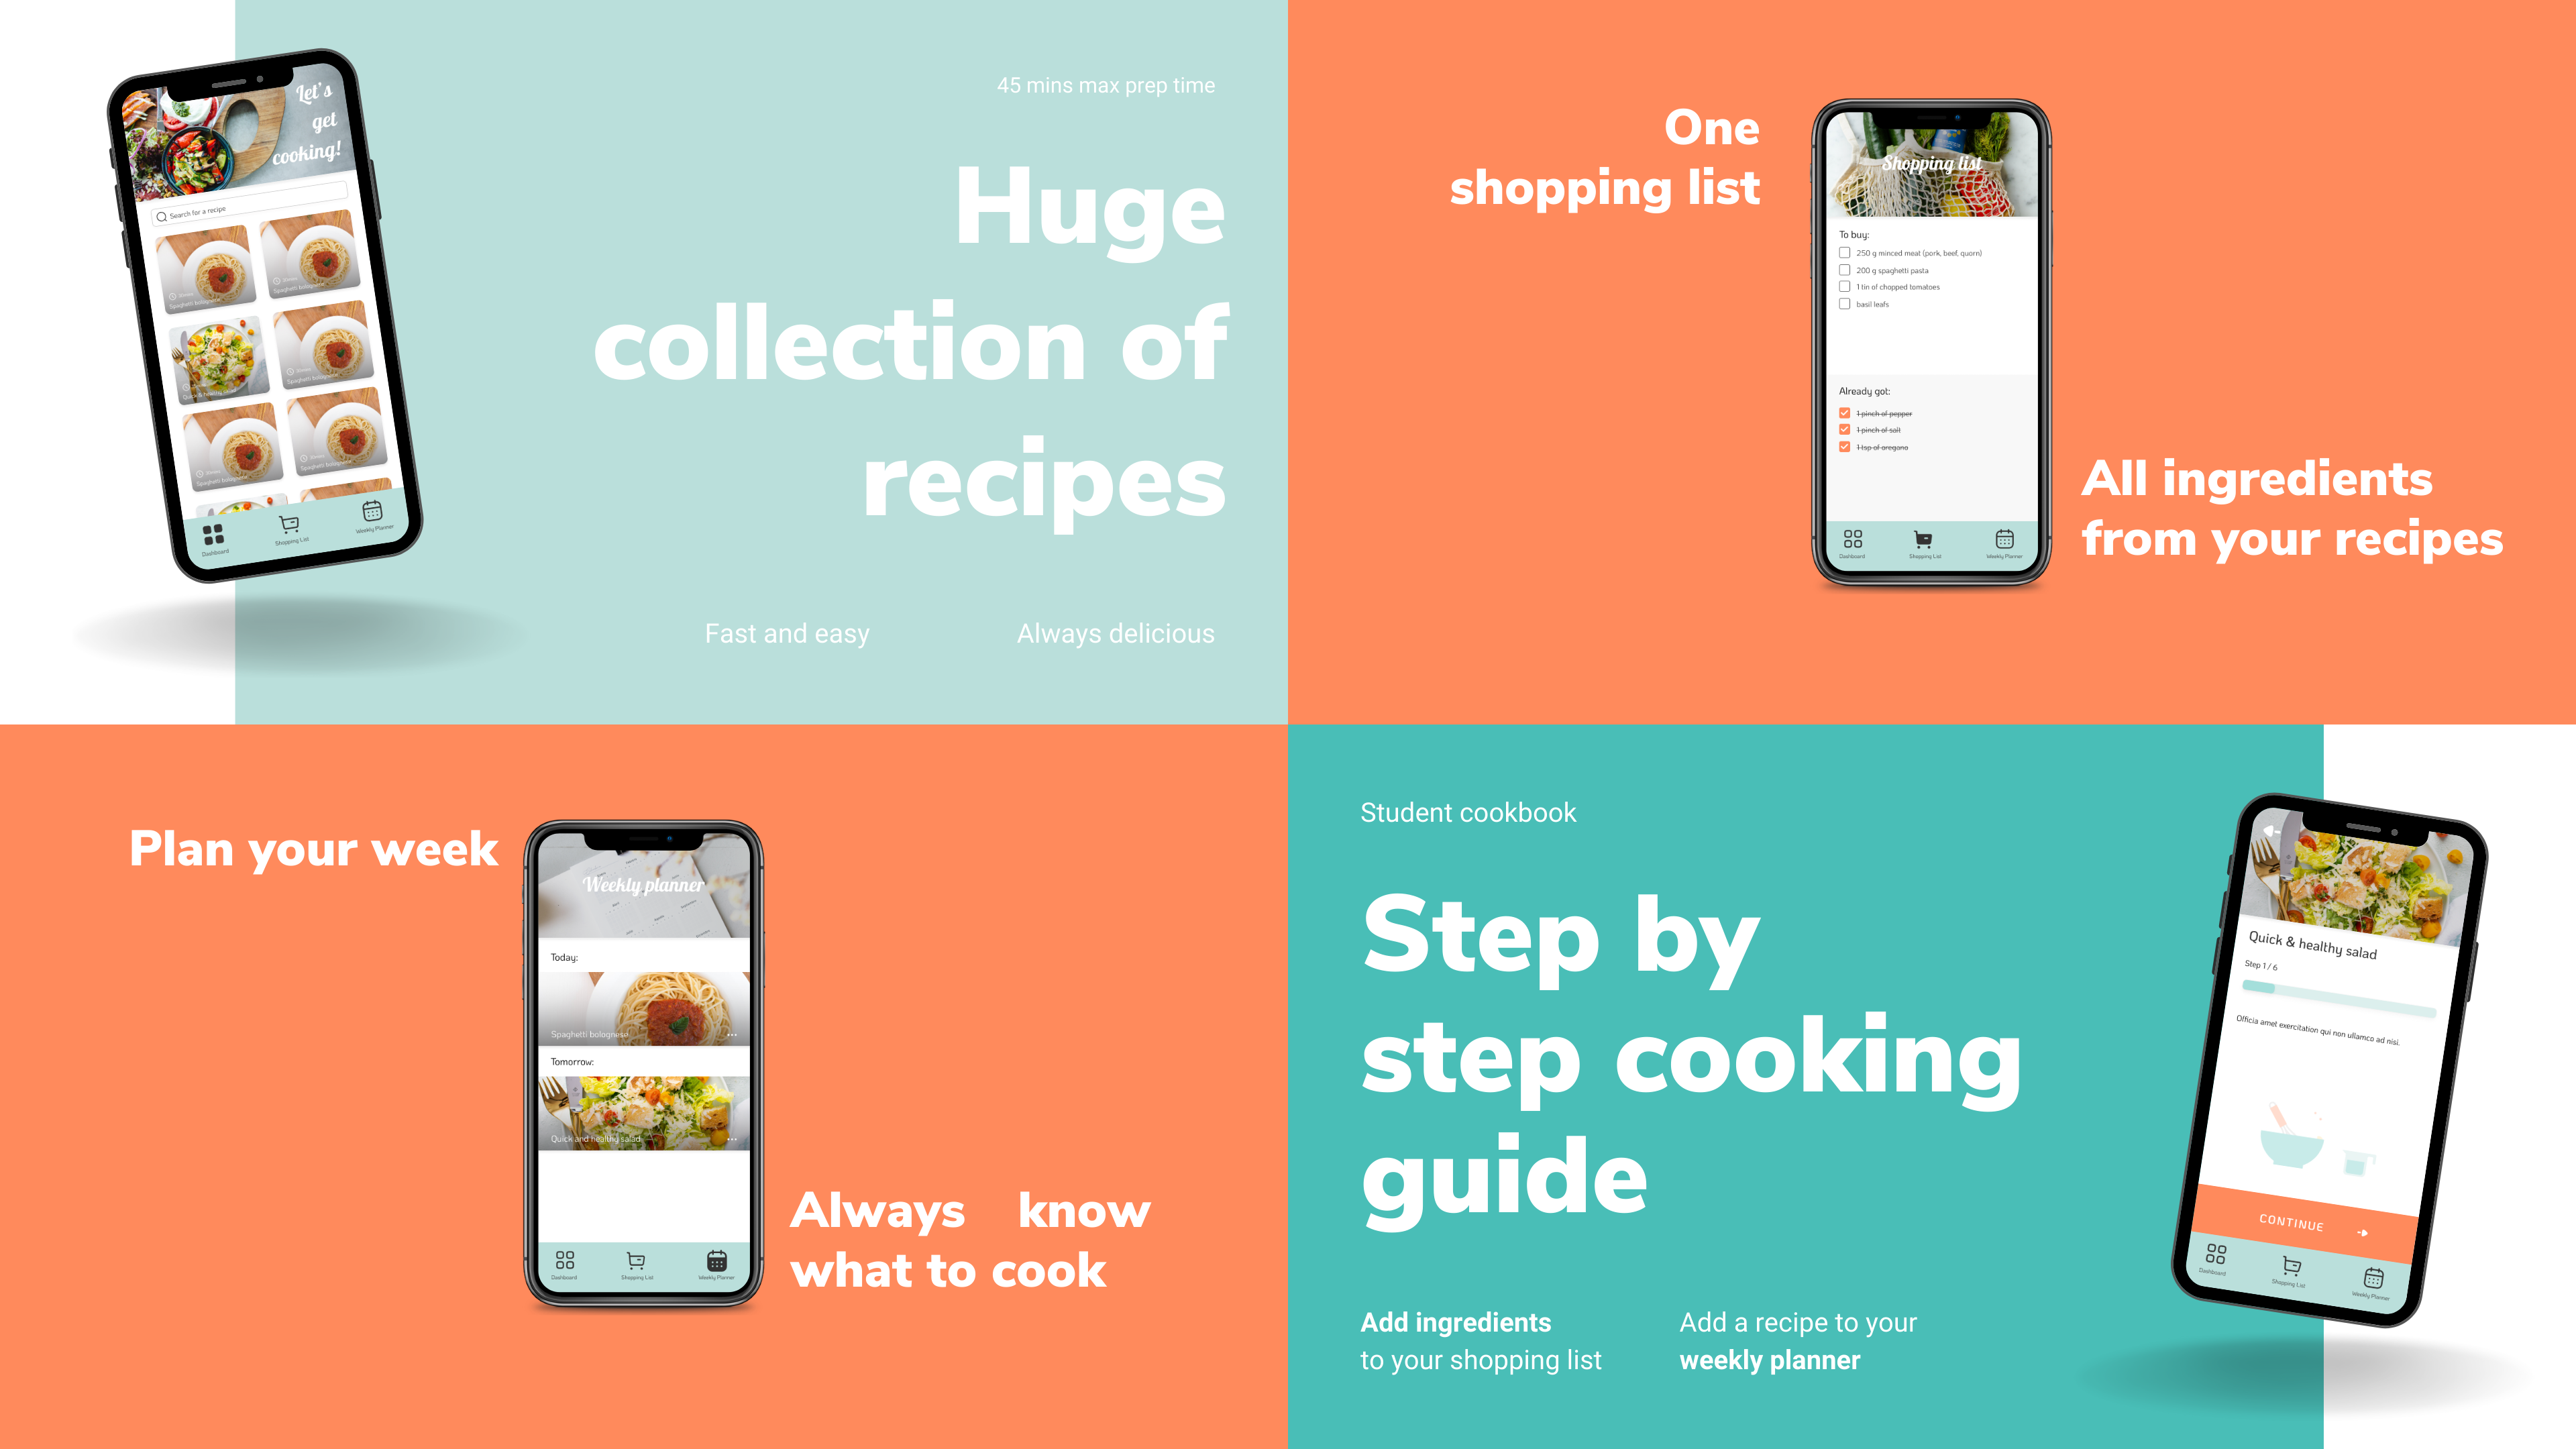 45 mins max prep time
Huge
collection of
recipes
Fast and easy
Always delicious
Let's
get
cooking!
Search for a recipe
Spaghetti
Spaghetti
Quick & healthy salad
Spaghetti
Spaghetti
Spaghetti
Dashboard
Shopping List
Weekly Planner
One
shopping list
Shopping list
To buy:
250 g minced meat (pork, beef, quorn)
200 g spaghetti pasta
1 tin of chopped tomatoes
basil leafs
Already got:
1 pinch of pepper
1 pinch of salt
1 tsp of oregano
Dashboard
Shopping List
Weekly Planner
All ingredients
from your recipes
Plan your week
Weekly planner
Today:
Spaghetti bolognese
Tomorrow:
Quick and healthy salad
Dashboard
Shopping List
Weekly Planner
Always know
what to cook
Student cookbook
Step by
step cooking
guide
Add ingredients
to your shopping list
Add a recipe to your
weekly planner
Quick & healthy salad
Step 1 / 6
Officia amet exercitation qui non ullamco ad nisi.
CONTINUE
Dashboard
Shopping List
Weekly Planner